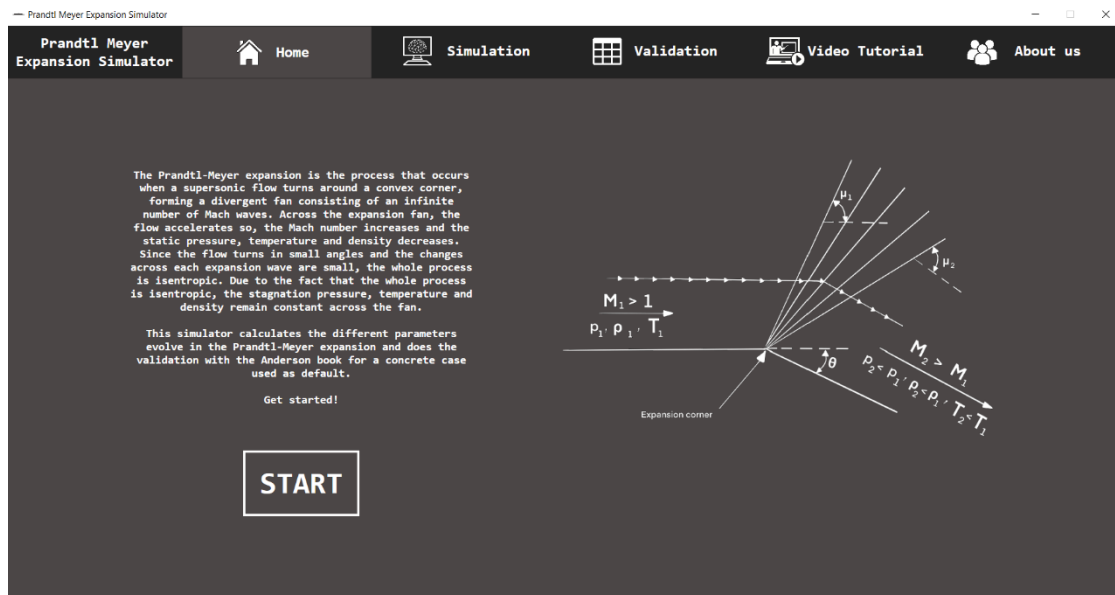 Prandtl Meyer Expansion Simulator
Prandtl Meyer
Expansion Simulator
Home
Simulation
Validation
Video Tutorial
About us
The Prandtl-Meyer expansion is the process that occurs
when a supersonic flow turns around a convex corner,
forming a divergent fan consisting of an infinite
number of Mach waves. Across the expansion fan, the
flow accelerates so, the Mach number increases and the
static pressure, temperature and density decreases.
Since the flow turns in small angles and the changes
across each expansion wave are small, the whole process
is isentropic. Due to the fact that the whole process
is isentropic, the stagnation pressure, temperature and
density remain constant across the fan.
This simulator calculates the different parameters
evolve in the Prandtl-Meyer expansion and does the
validation with the Anderson book for a concrete case
used as default.
Get started!
START
μ₁
μ₂
M₁ > 1
p₁, ρ₁, T₁
θ
M₂ > M₁
p₂< p₁, ρ₂< ρ₁, T₂< T₁
Expansion corner